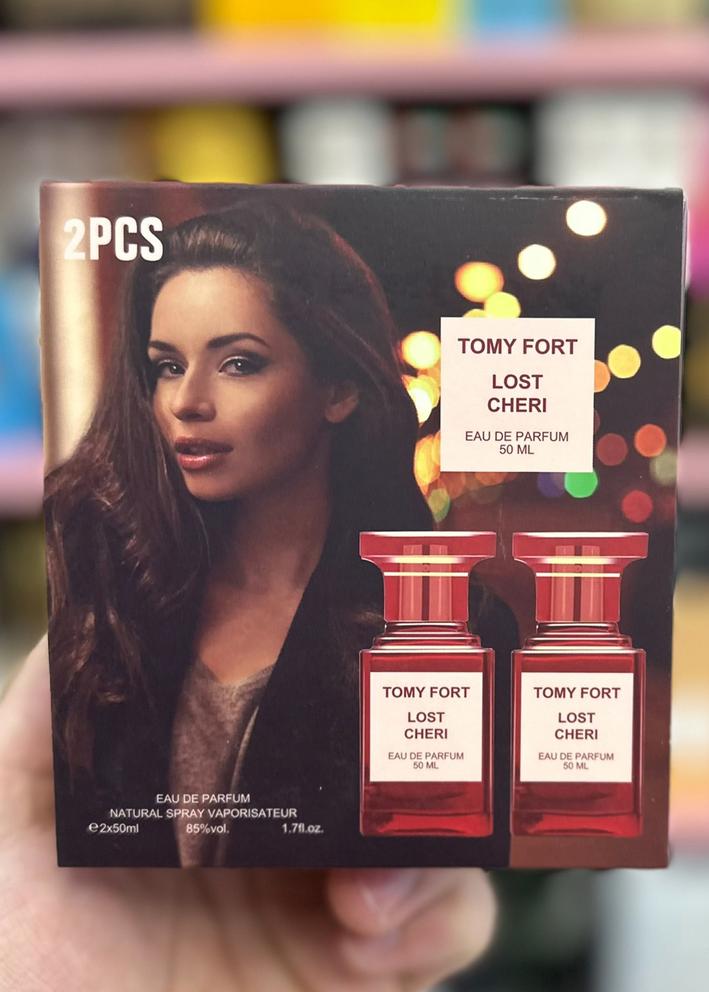 2PCS
TOMY FORT
LOST
CHERI
EAU DE PARFUM
50 ML
TOMY FORT
LOST
CHERI
EAU DE PARFUM
50 ML
TOMY FORT
LOST
CHERI
EAU DE PARFUM
50 ML
EAU DE PARFUM
NATURAL SPRAY VAPORISATEUR
℮2x50ml 85%vol. 1.7fl.oz.